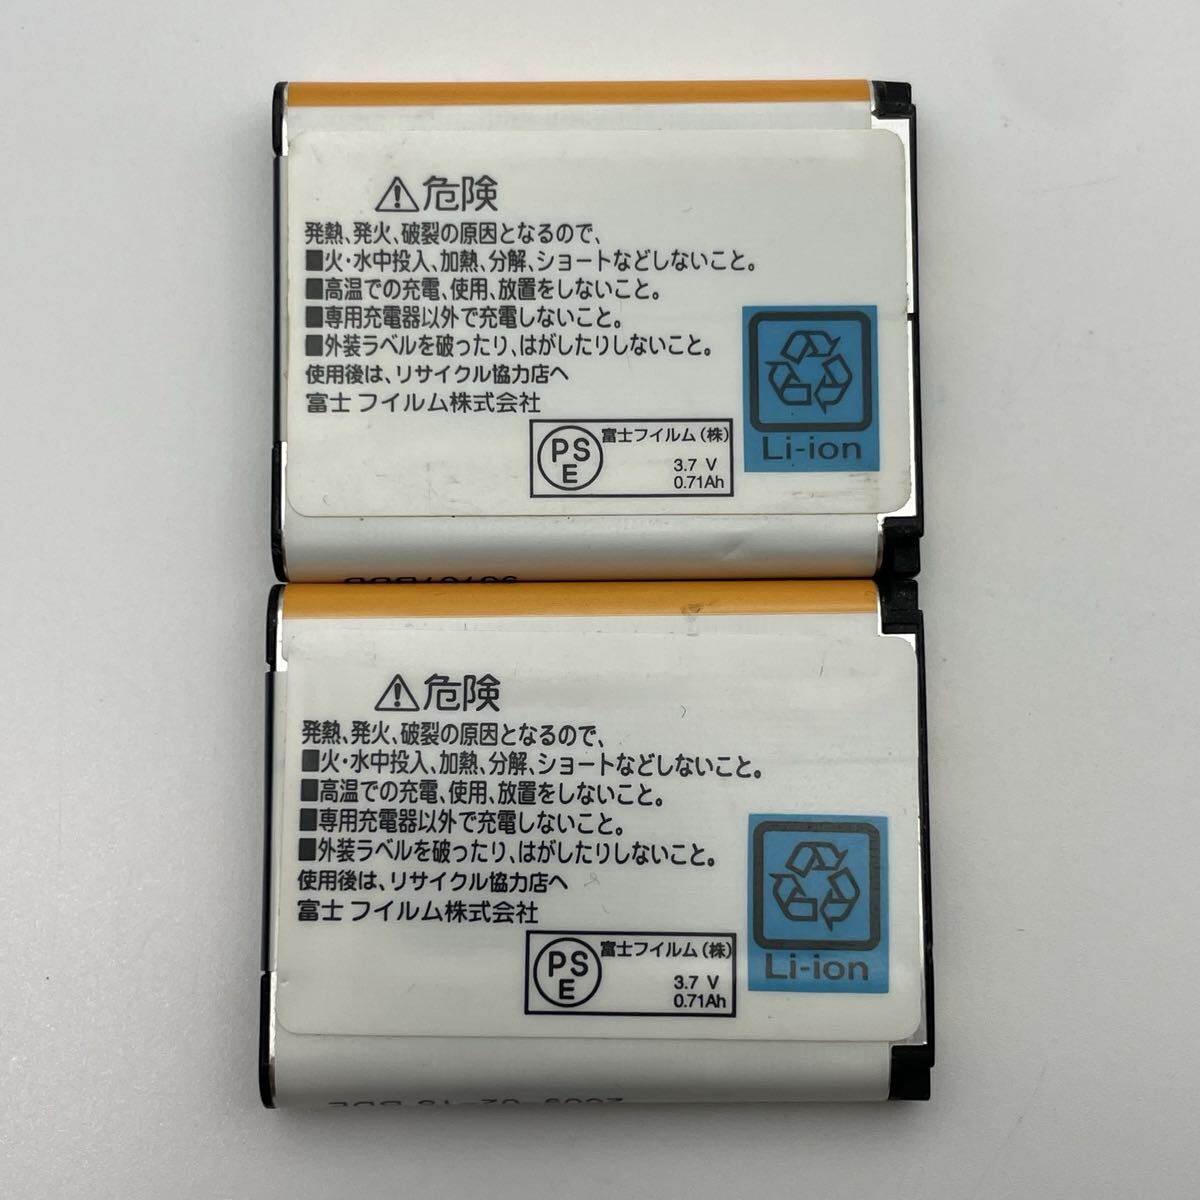 危険
発熱、発火、破裂の原因となるので、
■火・水中投入、加熱、分解、ショートなどしないこと。
■高温での充電、使用、放置をしないこと。
■専用充電器以外で充電しないこと。
■外装ラベルを破ったり、はがしたりしないこと。
使用後は、リサイクル協力店へ
富士フイルム株式会社
PS
E
富士フイルム(株)
3.7 V
0.71Ah
Li-ion
危険
発熱、発火、破裂の原因となるので、
■火・水中投入、加熱、分解、ショートなどしないこと。
■高温での充電、使用、放置をしないこと。
■専用充電器以外で充電しないこと。
■外装ラベルを破ったり、はがしたりしないこと。
使用後は、リサイクル協力店へ
富士フイルム株式会社
PS
E
富士フイルム(株)
3.7 V
0.71Ah
Li-ion